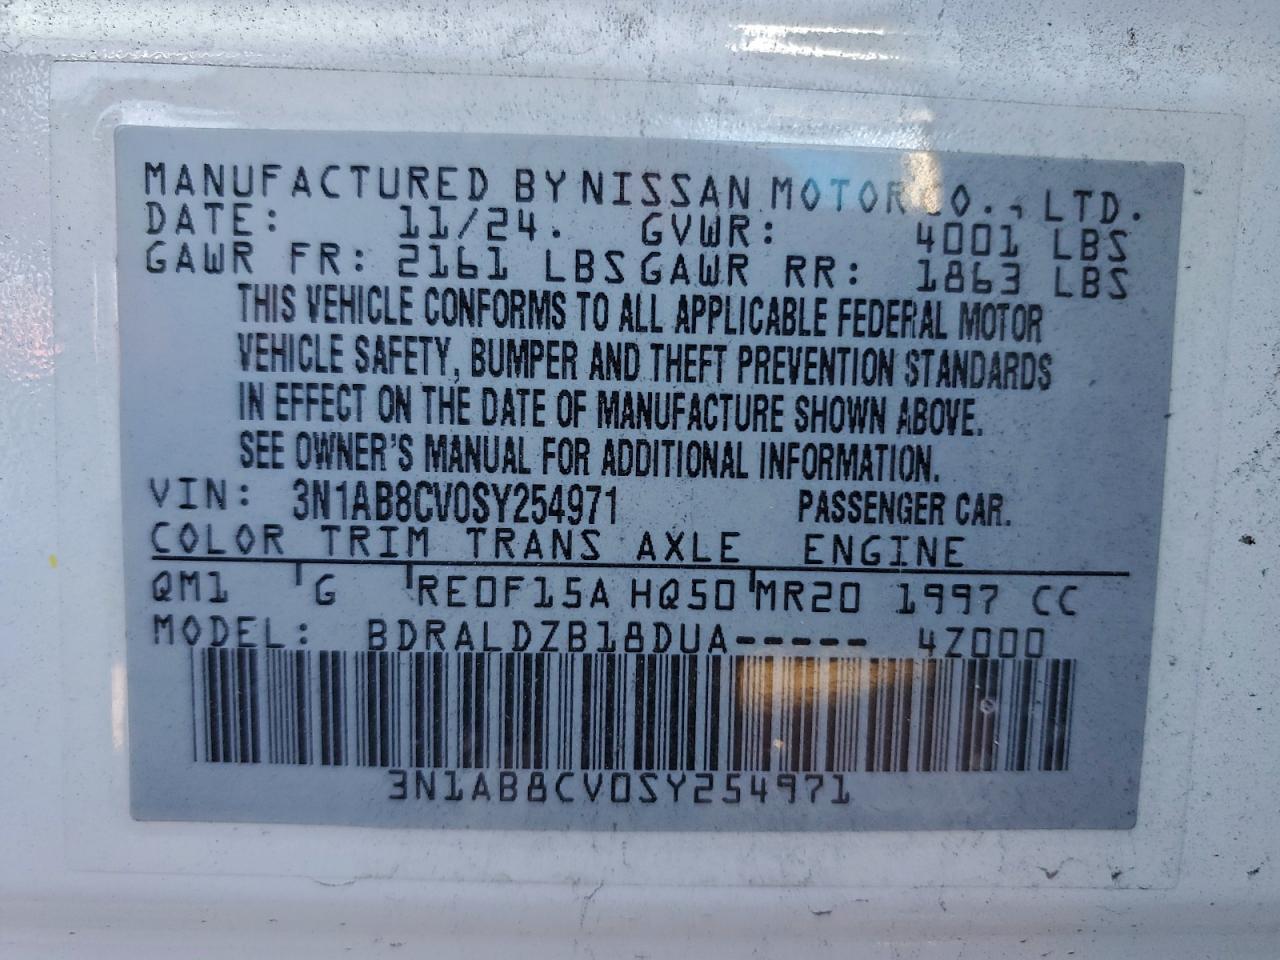 MANUFACTURED BY NISSAN MOTOR CO., LTD.
DATE: 11/24. GVWR: 4001 LBS
GAWR FR: 2161 LBS GAWR RR: 1863 LBS
THIS VEHICLE CONFORMS TO ALL APPLICABLE FEDERAL MOTOR
VEHICLE SAFETY, BUMPER AND THEFT PREVENTION STANDARDS
IN EFFECT ON THE DATE OF MANUFACTURE SHOWN ABOVE.
SEE OWNER'S MANUAL FOR ADDITIONAL INFORMATION.
VIN: 3N1AB8CV0SY254971 PASSENGER CAR.
COLOR TRIM TRANS AXLE ENGINE
QM1 G RE0F15A HQ50 MR20 1997 CC
MODEL: BDRALDZB18DUA----- 4Z000
3N1AB8CV0SY254971